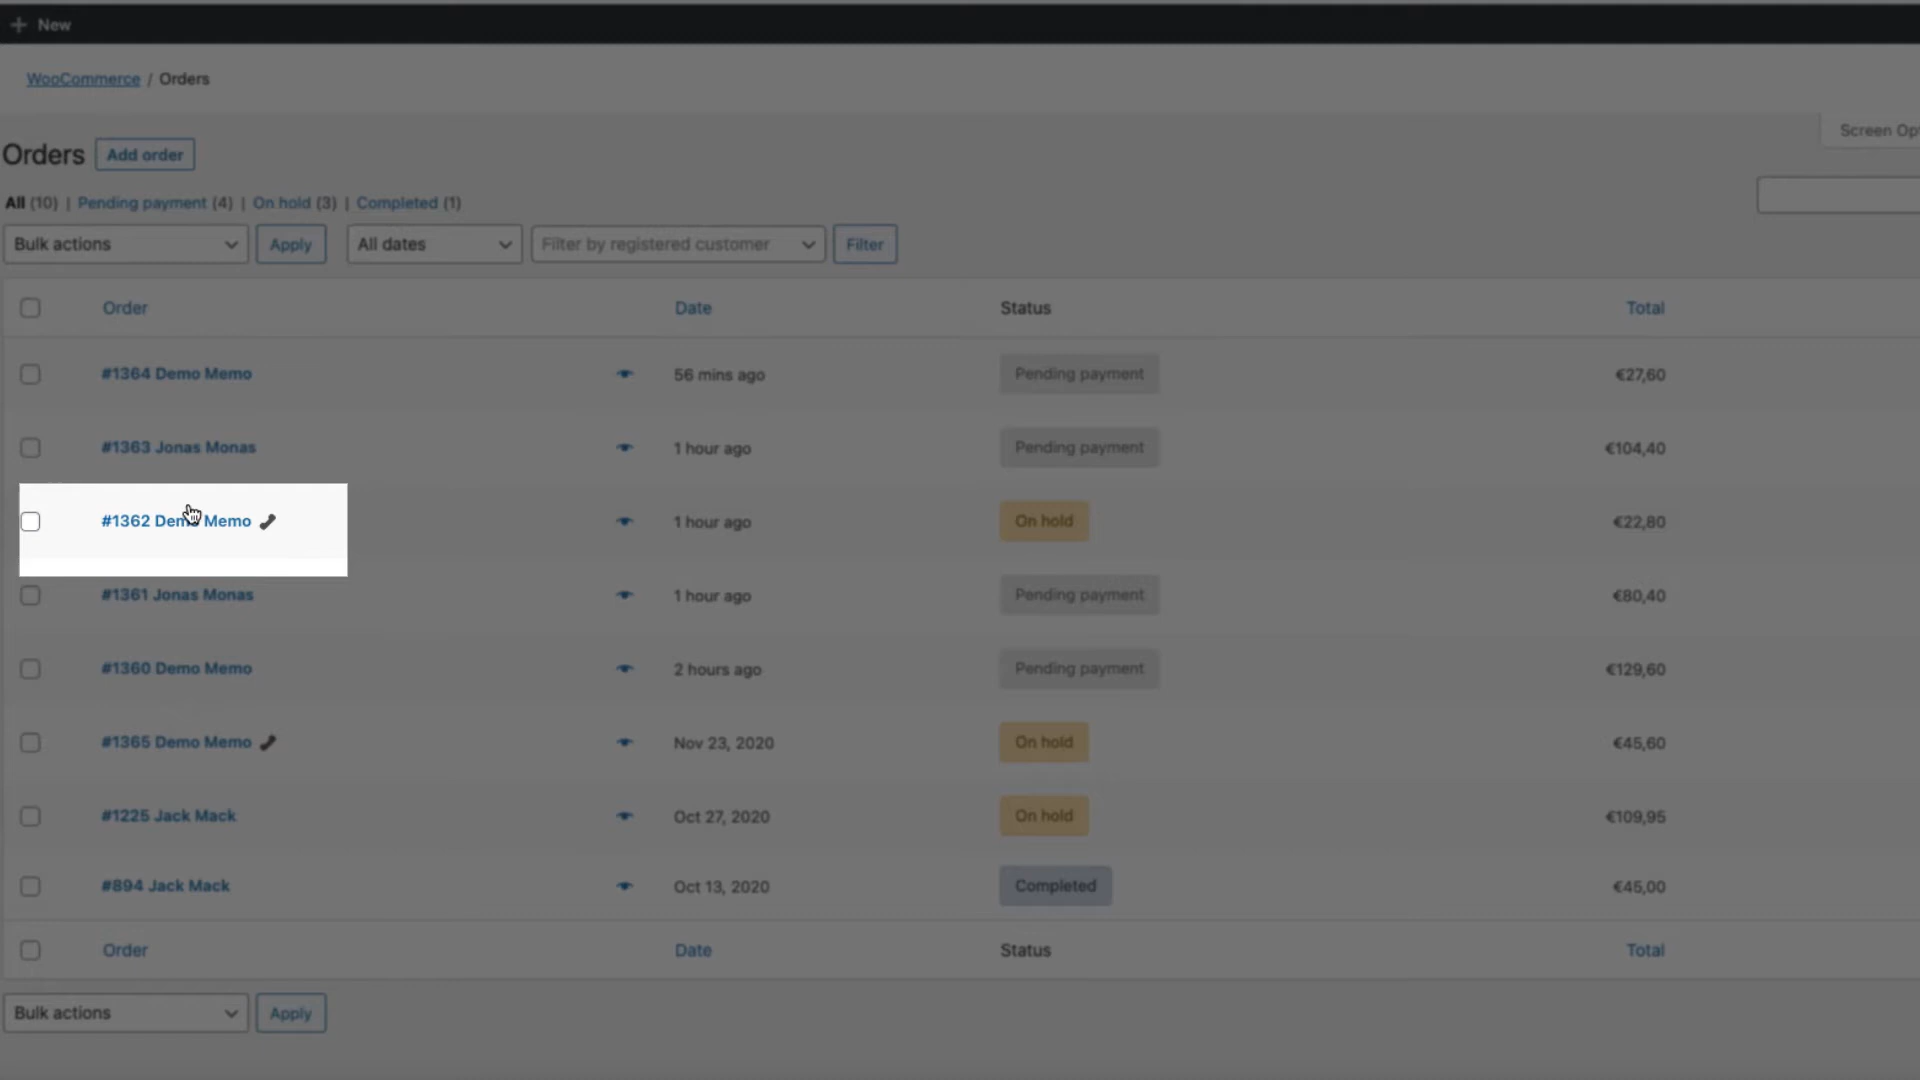 New
WooCommerce / Orders
Screen Opt
Orders Add order
All (10) | Pending payment (4) | On hold (3) | Completed (1)
Bulk actions Apply All dates Filter by registered customer Filter
Order Date Status Total
#1364 Demo Memo 56 mins ago Pending payment €27,60
#1363 Jonas Monas 1 hour ago Pending payment €104,40
#1362 Demo Memo 1 hour ago On hold €22,80
#1361 Jonas Monas 1 hour ago Pending payment €80,40
#1360 Demo Memo 2 hours ago Pending payment €129,60
#1365 Demo Memo Nov 23, 2020 On hold €45,60
#1225 Jack Mack Oct 27, 2020 On hold €109,95
#894 Jack Mack Oct 13, 2020 Completed €45,00
Order Date Status Total
Bulk actions Apply